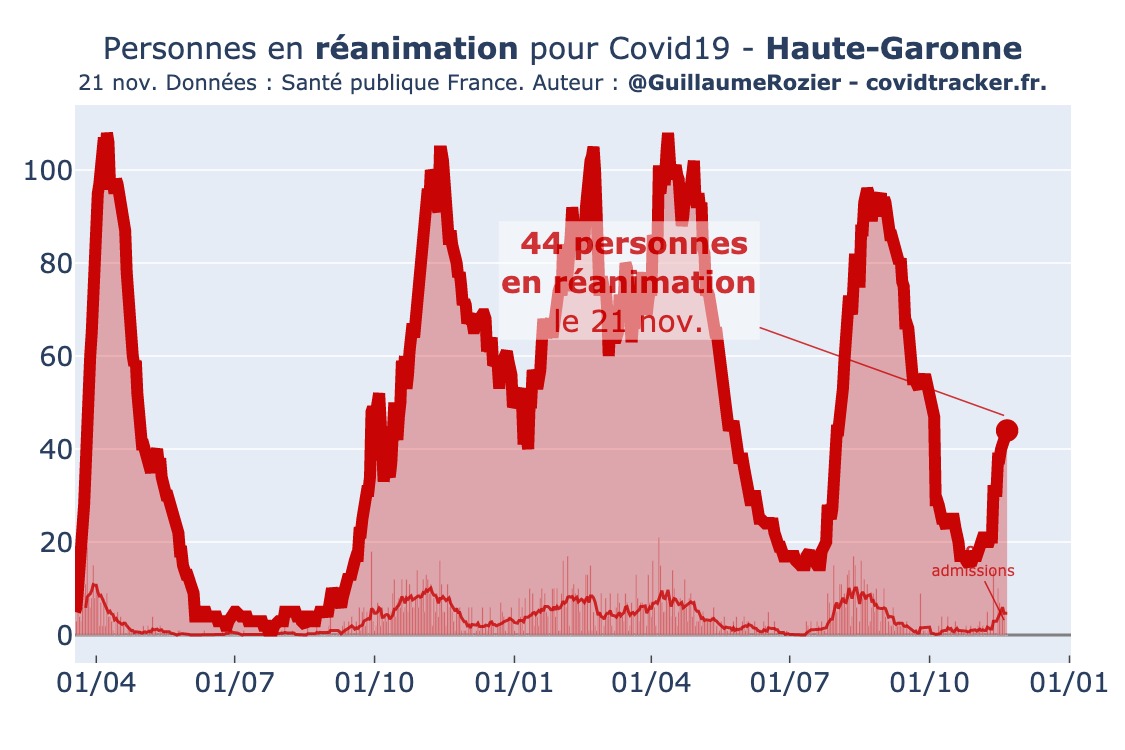 Personnes en réanimation pour Covid19 - Haute-Garonne
21 nov. Données : Santé publique France. Auteur : @GuillaumeRozier - covidtracker.fr.
100
80
60
40
20
0
44 personnes
en réanimation
le 21 nov.
admissions
01/04
01/07
01/10
01/01
01/04
01/07
01/10
01/01